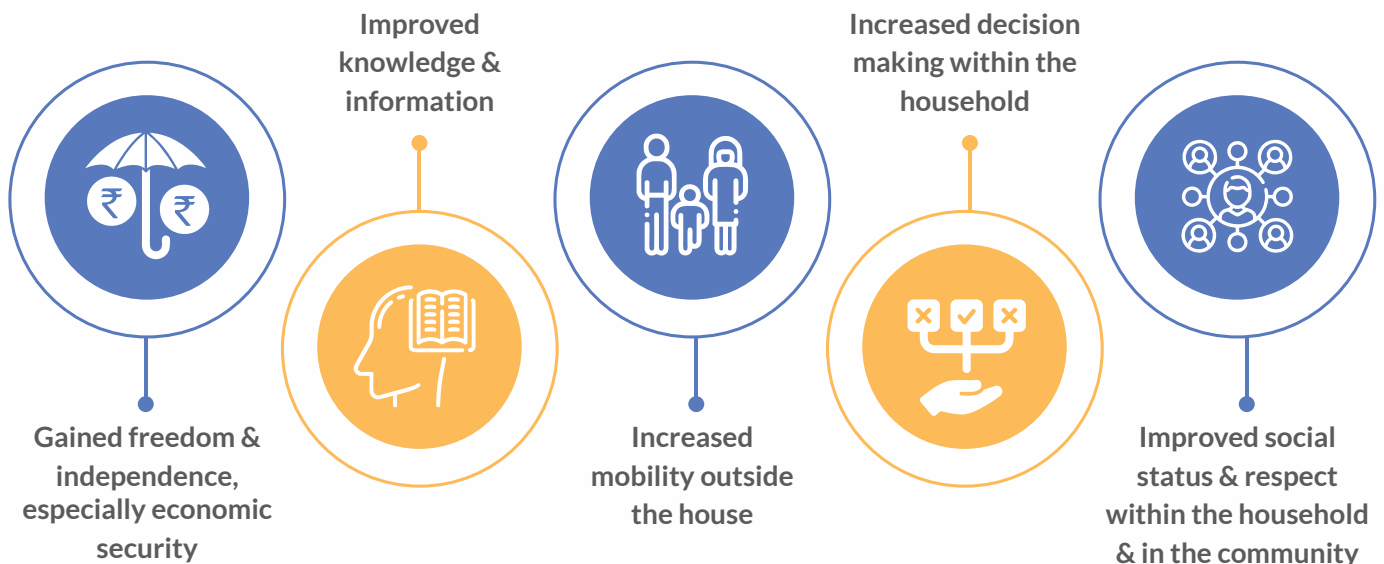 Gained freedom &
independence,
especially economic
security
Improved
knowledge &
information
Increased
mobility outside
the house
Increased decision
making within the
household
Improved social
status & respect
within the household
& in the community
₹
₹